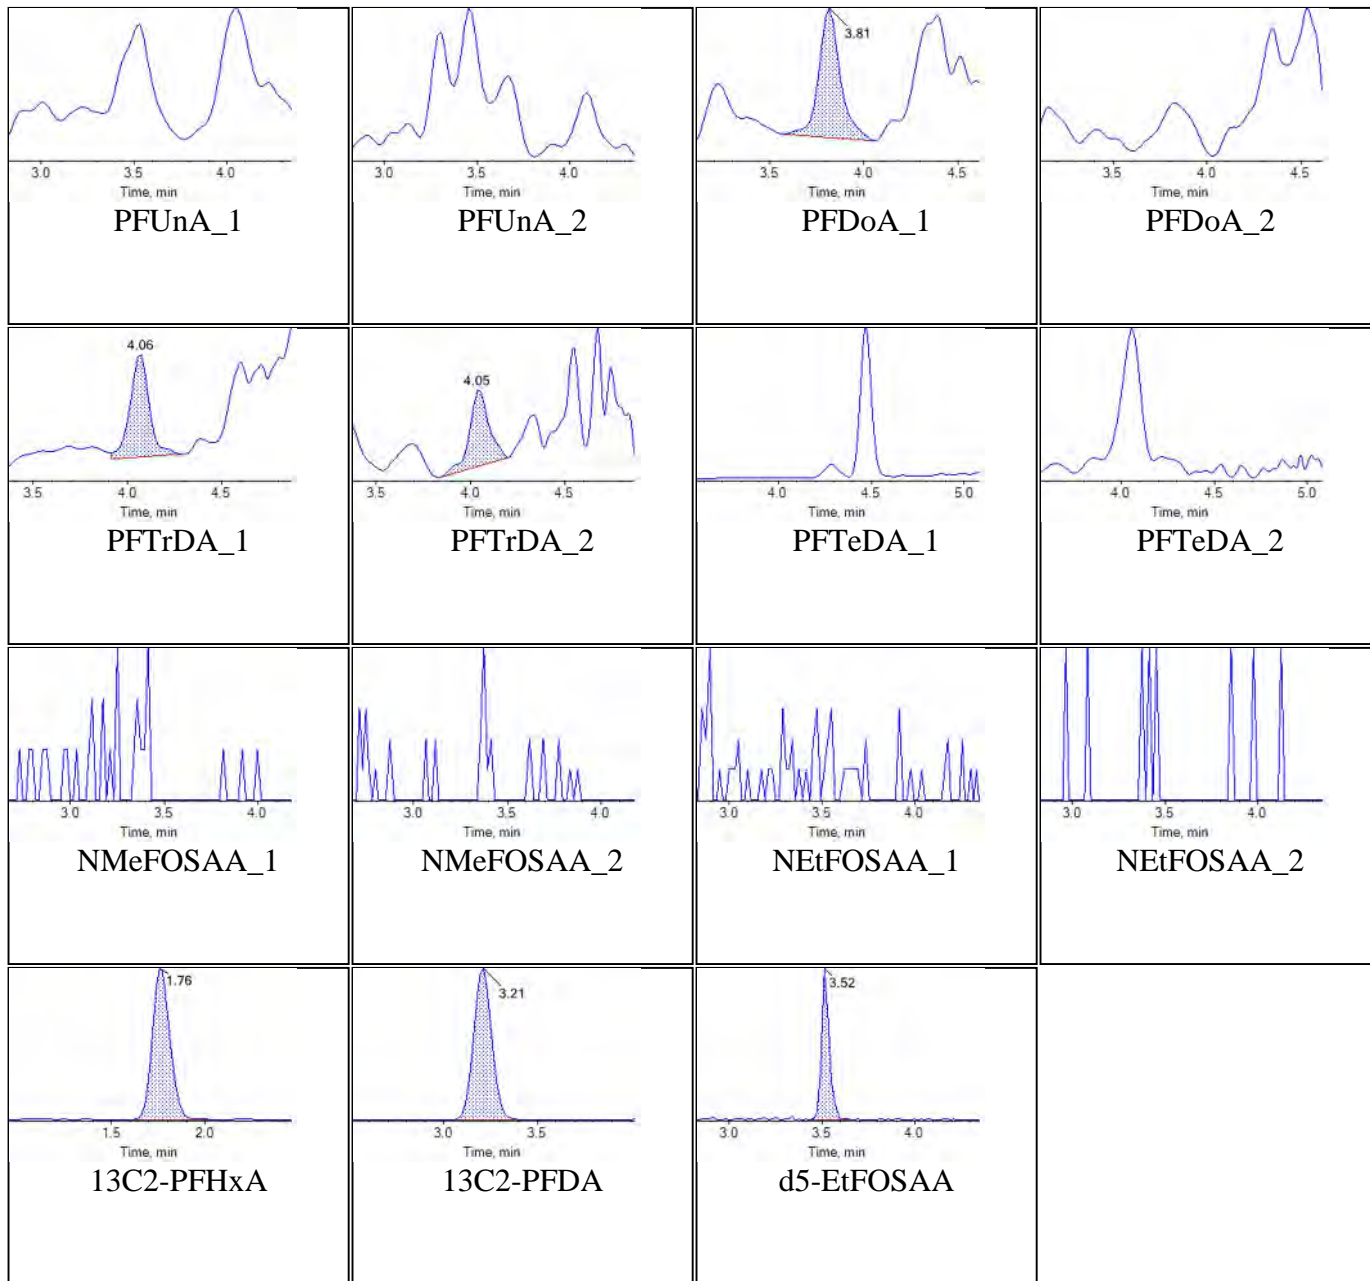 3.0 3.5 4.0
Time, min
PFUnA_1
3.0 3.5 4.0
Time, min
PFUnA_2
3.81
3.5 4.0 4.5
Time, min
PFDoA_1
3.5 4.0 4.5
Time, min
PFDoA_2
4.06
3.5 4.0 4.5
Time, min
PFTrDA_1
4.05
3.5 4.0 4.5
Time, min
PFTrDA_2
4.0 4.5 5.0
Time, min
PFTeDA_1
4.0 4.5 5.0
Time, min
PFTeDA_2
3.0 3.5 4.0
Time, min
NMeFOSAA_1
3.0 3.5 4.0
Time, min
NMeFOSAA_2
3.0 3.5 4.0
Time, min
NEtFOSAA_1
3.0 3.5 4.0
Time, min
NEtFOSAA_2
1.76
1.5 2.0
Time, min
13C2-PFHxA
3.21
3.0 3.5
Time, min
13C2-PFDA
3.52
3.0 3.5 4.0
Time, min
d5-EtFOSAA